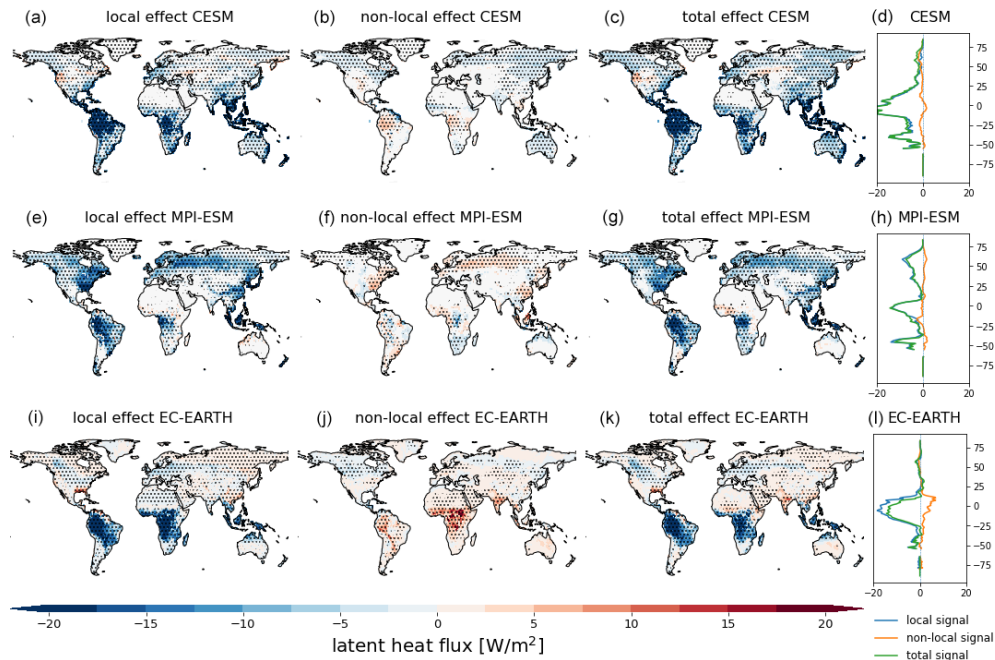 (a) local effect CESM (b) non-local effect CESM (c) total effect CESM (d) CESM
75
50
25
0
−25
−50
−75
−20 0 20
(e) local effect MPI-ESM (f) non-local effect MPI-ESM (g) total effect MPI-ESM (h) MPI-ESM
75
50
25
0
−25
−50
−75
−20 0 20
(i) local effect EC-EARTH (j) non-local effect EC-EARTH (k) total effect EC-EARTH (l) EC-EARTH
75
50
25
0
−25
−50
−75
−20 0 20
−20 −15 −10 −5 0 5 10 15 20
latent heat flux [W/m²]
local signal
non-local signal
total signal